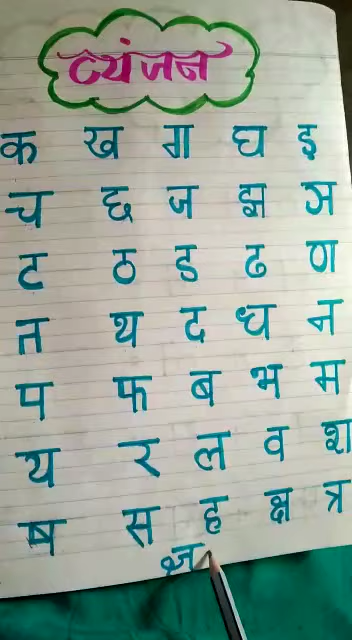 व्यंजन
क ख ग घ इ
च छ ज झ ञ
ट ठ ड ढ ण
त थ द ध न
प फ ब भ म
य र ल व श
ष स ह क्ष त्र
ज्ञ